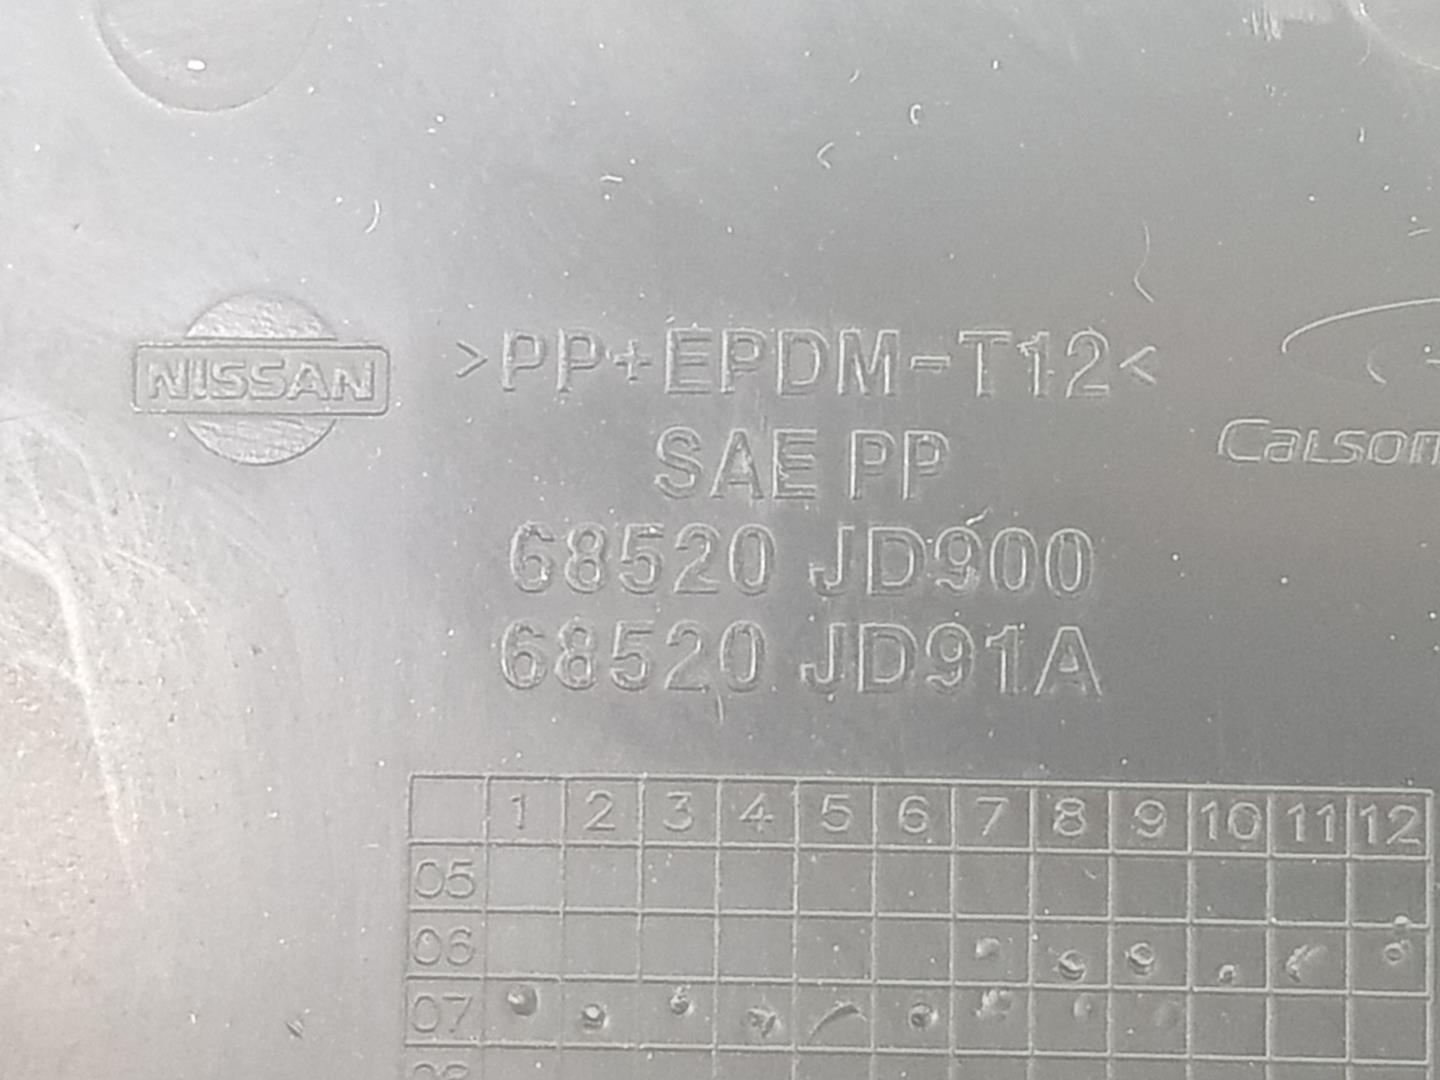 NISSAN
>PP+EPDM-T12<
SAE PP
68520 JD900
68520 JD91A
CALSON
1 2 3 4 5 6 7 8 9 10 11 12
05
06
07